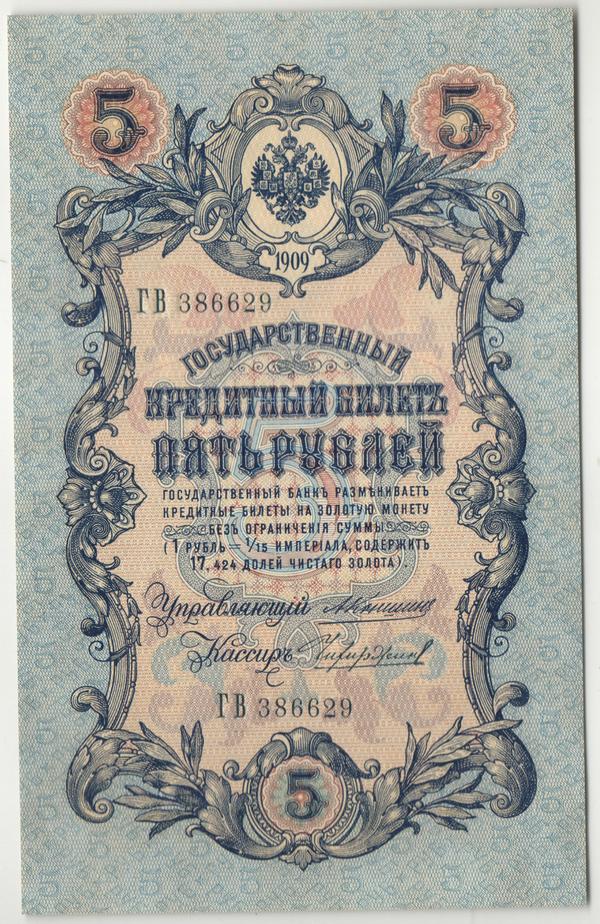 5 5
1909
ГВ 386629
ГОСУДАРСТВЕННЫЙ
КРЕДИТНЫЙ БИЛЕТЪ
ПЯТЬ РУБЛЕЙ
ГОСУДАРСТВЕННЫЙ БАНКЪ РАЗМѢНИВАЕТЪ
КРЕДИТНЫЕ БИЛЕТЫ НА ЗОЛОТУЮ МОНЕТУ
БЕЗЪ ОГРАНИЧЕНІЯ СУММЫ
(1 РУБЛЬ = 1/15 ИМПЕРІАЛА, СОДЕРЖИТЪ
17,424 ДОЛЕЙ ЧИСТАГО ЗОЛОТА).
Управляющій
Кассиръ
ГВ 386629
5